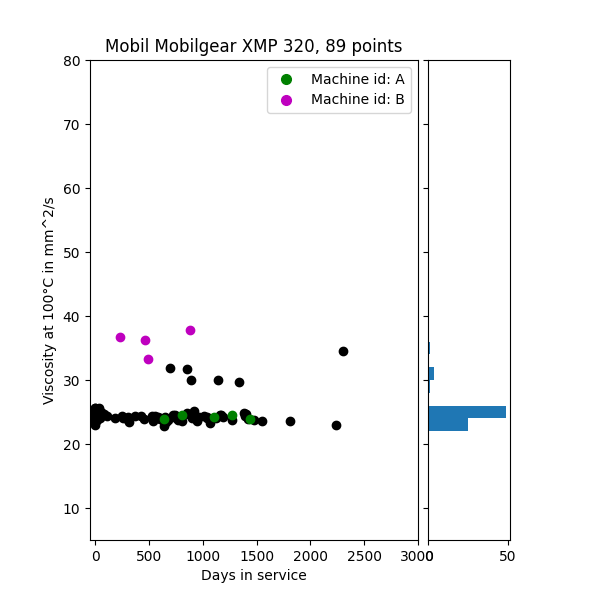 Mobil Mobilgear XMP 320, 89 points
Machine id: A
Machine id: B
Viscosity at 100°C in mm^2/s
80
70
60
50
40
30
20
10
0 500 1000 1500 2000 2500 3000
0 50
Days in service